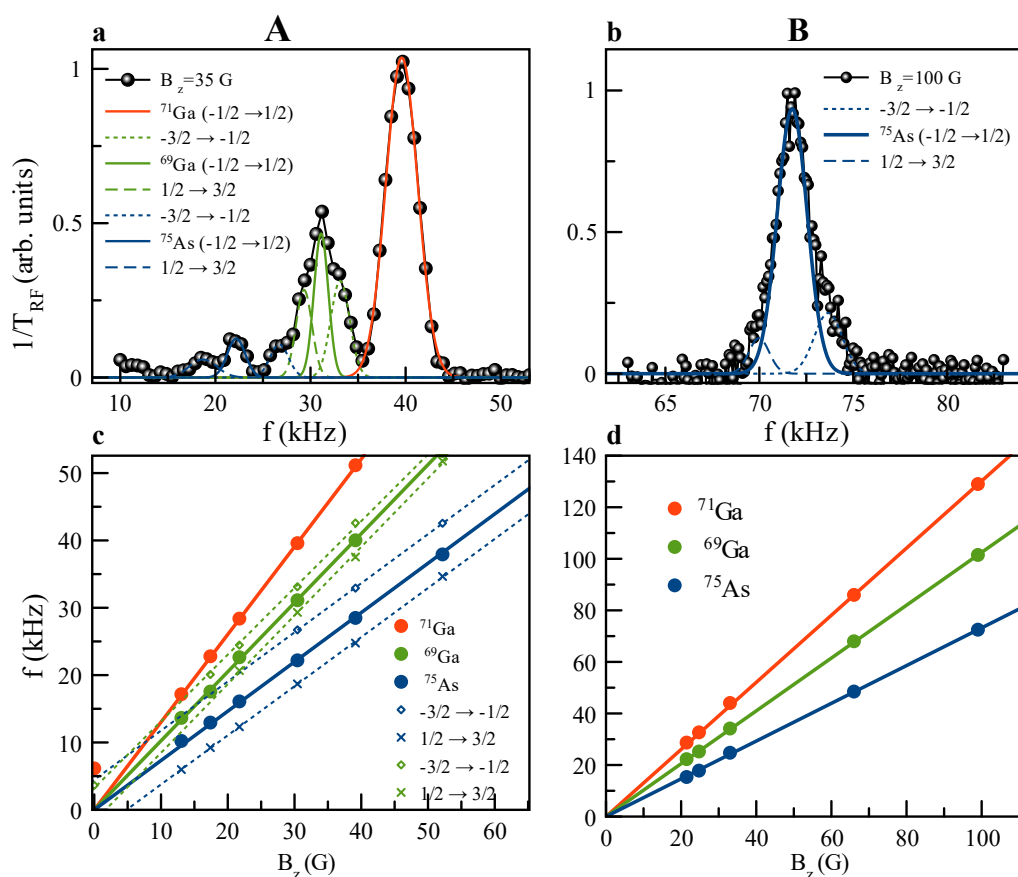 a A b B
1/T_RF (arb. units)
1
0.5
0
B_z=35 G
⁷¹Ga (-1/2 →1/2)
-3/2 → -1/2
⁶⁹Ga (-1/2 →1/2)
1/2 → 3/2
-3/2 → -1/2
⁷⁵As (-1/2 →1/2)
1/2 → 3/2
10 20 30 40 50
f (kHz)
1
0.5
0
B_z=100 G
-3/2 → -1/2
⁷⁵As (-1/2 →1/2)
1/2 → 3/2
65 70 75 80
f (kHz)
c d
f (kHz)
50
40
30
20
10
0
⁷¹Ga
⁶⁹Ga
⁷⁵As
-3/2 → -1/2
1/2 → 3/2
-3/2 → -1/2
1/2 → 3/2
0 10 20 30 40 50 60
B_z (G)
140
120
100
80
60
40
20
0
⁷¹Ga
⁶⁹Ga
⁷⁵As
0 20 40 60 80 100
B_z (G)